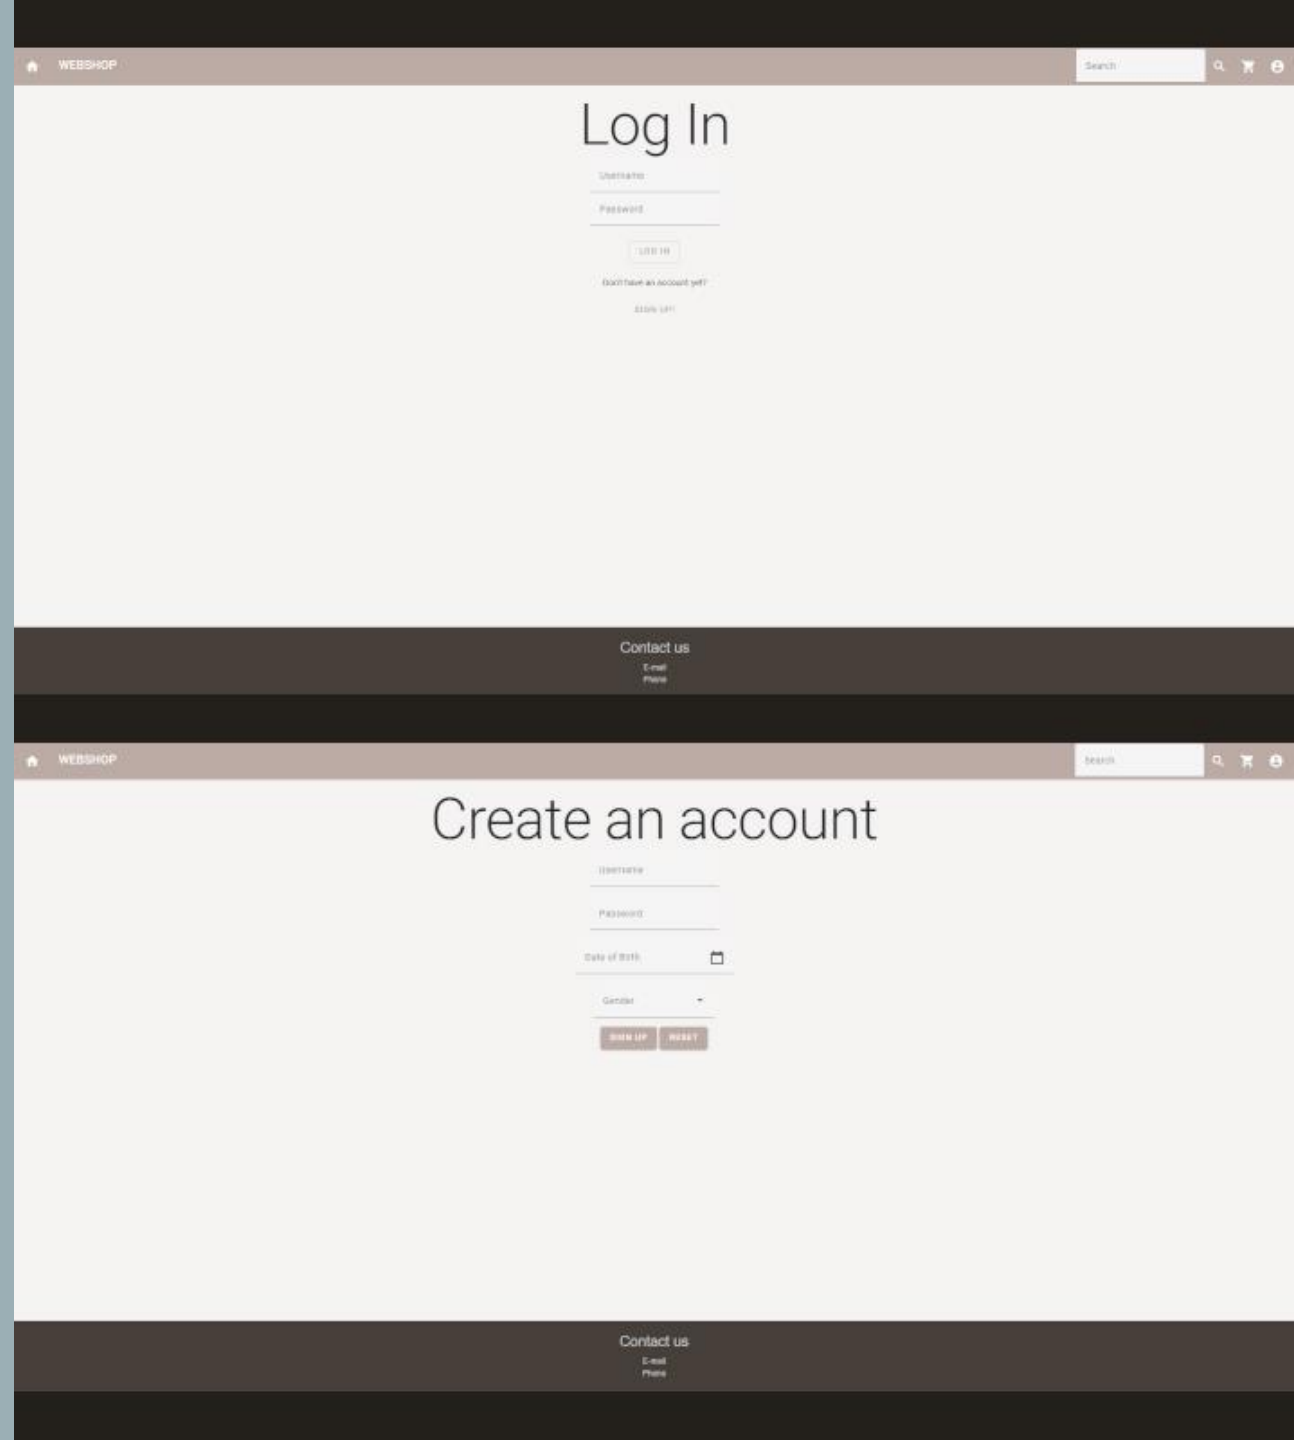 WEBSHOP
Search
Log In
Username
Password
LOG IN
Don't have an account yet?
SIGN UP!
Contact us
E-mail
Phone
WEBSHOP
Search
Create an account
Username
Password
Date of Birth
Gender
SIGN UP RESET
Contact us
E-mail
Phone